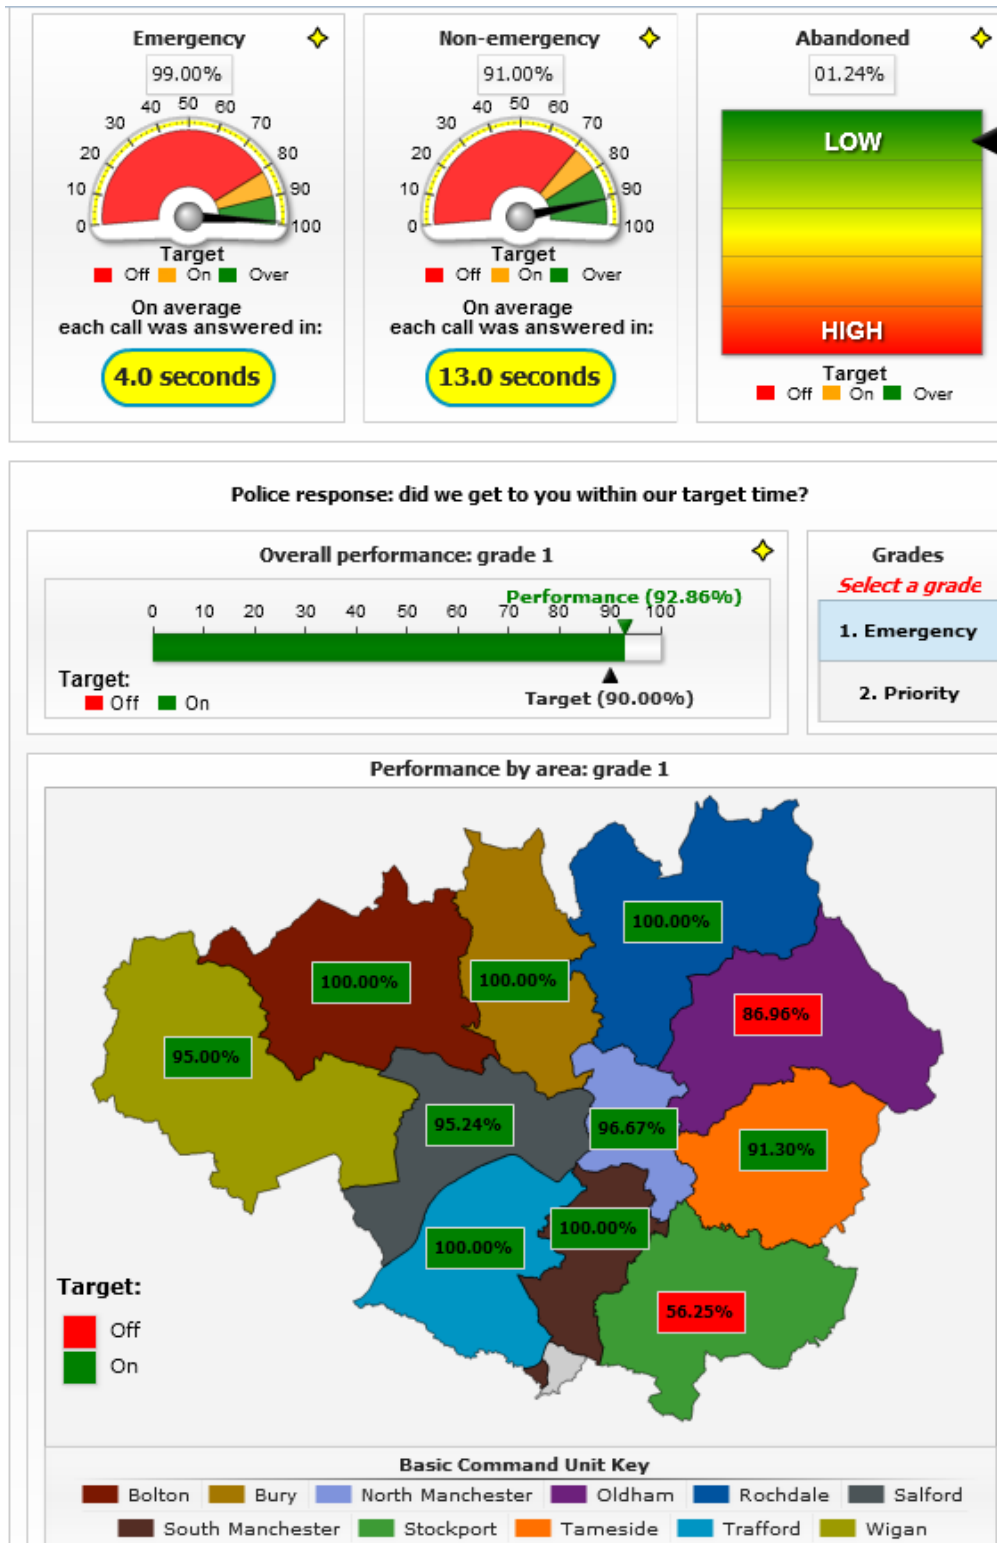 Emergency
99.00%
0 10 20 30 40 50 60 70 80 90 100
Target
Off On Over
On average
each call was answered in:
4.0 seconds
Non-emergency
91.00%
0 10 20 30 40 50 60 70 80 90 100
Target
Off On Over
On average
each call was answered in:
13.0 seconds
Abandoned
01.24%
LOW
HIGH
Target
Off On Over
Police response: did we get to you within our target time?
Overall performance: grade 1
Performance (92.86%)
0 10 20 30 40 50 60 70 80 90 100
Target:
Off On
Target (90.00%)
Grades
Select a grade
1. Emergency
2. Priority
Performance by area: grade 1
100.00%
100.00%
100.00%
86.96%
95.00%
95.24%
96.67%
91.30%
100.00%
100.00%
56.25%
Target:
Off
On
Basic Command Unit Key
Bolton Bury North Manchester Oldham Rochdale Salford
South Manchester Stockport Tameside Trafford Wigan